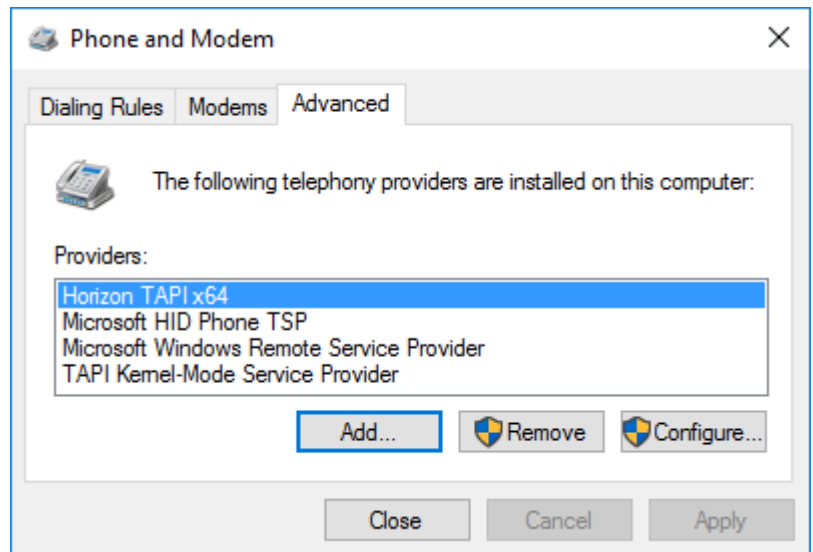 Phone and Modem
Dialing Rules Modems Advanced
The following telephony providers are installed on this computer:
Providers:
Horizon TAPI x64
Microsoft HID Phone TSP
Microsoft Windows Remote Service Provider
TAPI Kernel-Mode Service Provider
Add... Remove Configure...
Close Cancel Apply